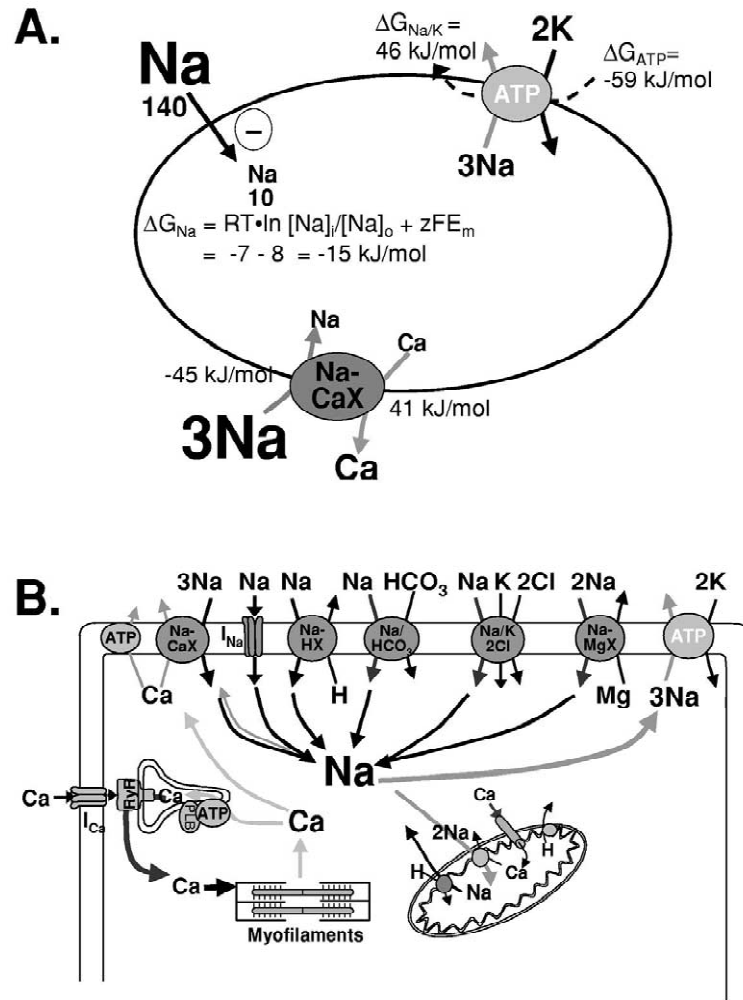 A.
ΔG_Na/K =
46 kJ/mol
2K
ΔG_ATP=
-59 kJ/mol
Na
140
ATP
–
3Na
Na
10
ΔG_Na = RT•ln [Na]_i/[Na]_o + zFE_m
= -7 - 8 = -15 kJ/mol
Na
Ca
-45 kJ/mol
Na-
CaX
41 kJ/mol
3Na
Ca
B.
3Na Na Na Na HCO₃ Na K 2Cl 2Na 2K
ATP
Na-
CaX
I_Na
Na-
HX
Na/
HCO₃
Na/K
2Cl
Na-
MgX
ATP
Ca
H
Mg
3Na
Na
Ca
I_Ca
RyR
Ca
PLB
ATP
Ca
Ca
Myofilaments
Ca
2Na
H
Ca
H
Na